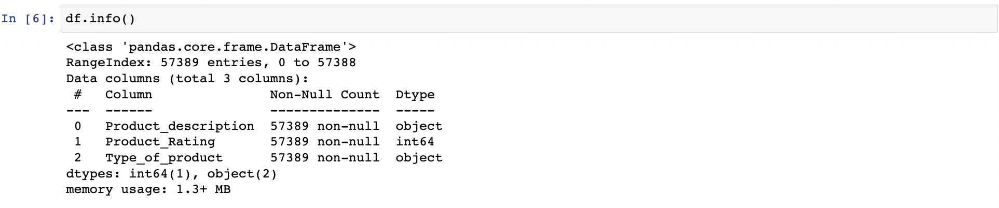 In [6]: df.info()
<class 'pandas.core.frame.DataFrame'>
RangeIndex: 57389 entries, 0 to 57388
Data columns (total 3 columns):
 #   Column               Non-Null Count  Dtype
---  ------               --------------  -----
 0   Product_description  57389 non-null  object
 1   Product_Rating       57389 non-null  int64
 2   Type_of_product      57389 non-null  object
dtypes: int64(1), object(2)
memory usage: 1.3+ MB